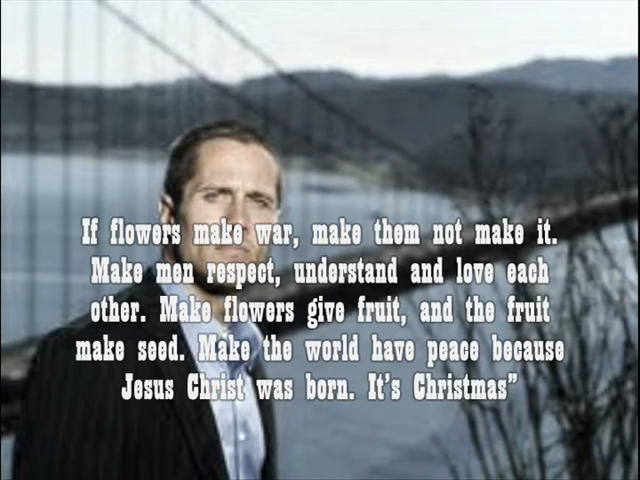 If flowers make war, make them not make it.
Make men respect, understand and love each
other. Make flowers give fruit, and the fruit
make seed. Make the world have peace because
Jesus Christ was born. It's Christmas”